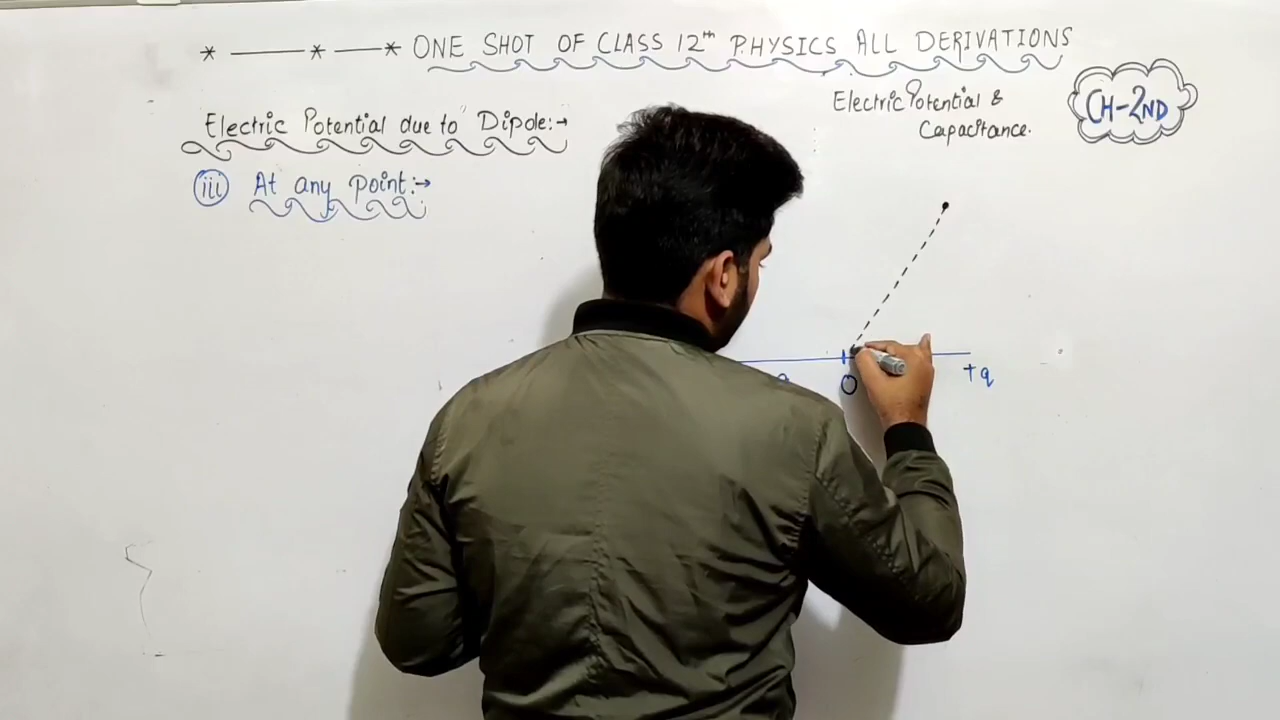 * —— * — * ONE SHOT OF CLASS 12th PHYSICS ALL DERIVATIONS
Electric Potential &
Capacitance.
CH-2ND
Electric Potential due to Dipole:→
iii At any point:→
O
+q